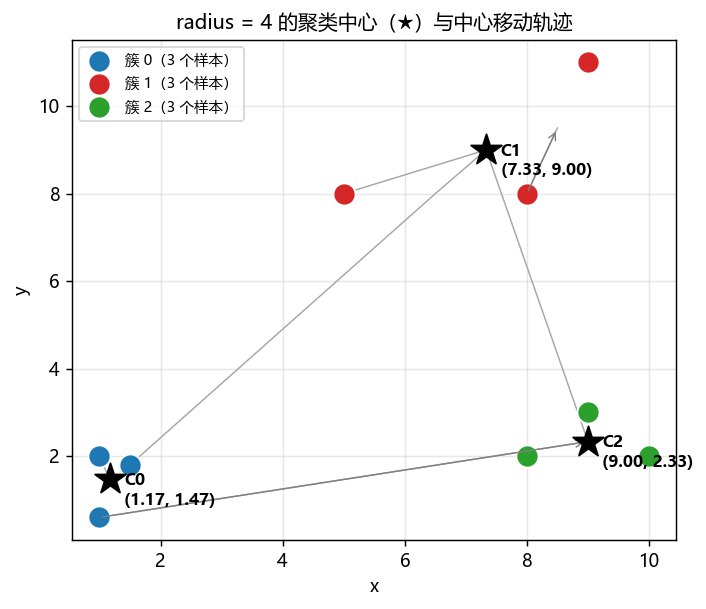 radius = 4 的聚类中心（★）与中心移动轨迹
簇 0（3 个样本）
簇 1（3 个样本）
簇 2（3 个样本）
10
8
6
4
2
y
C1
(7.33, 9.00)
C2
(9.00, 2.33)
C0
(1.17, 1.47)
2
4
6
8
10
x